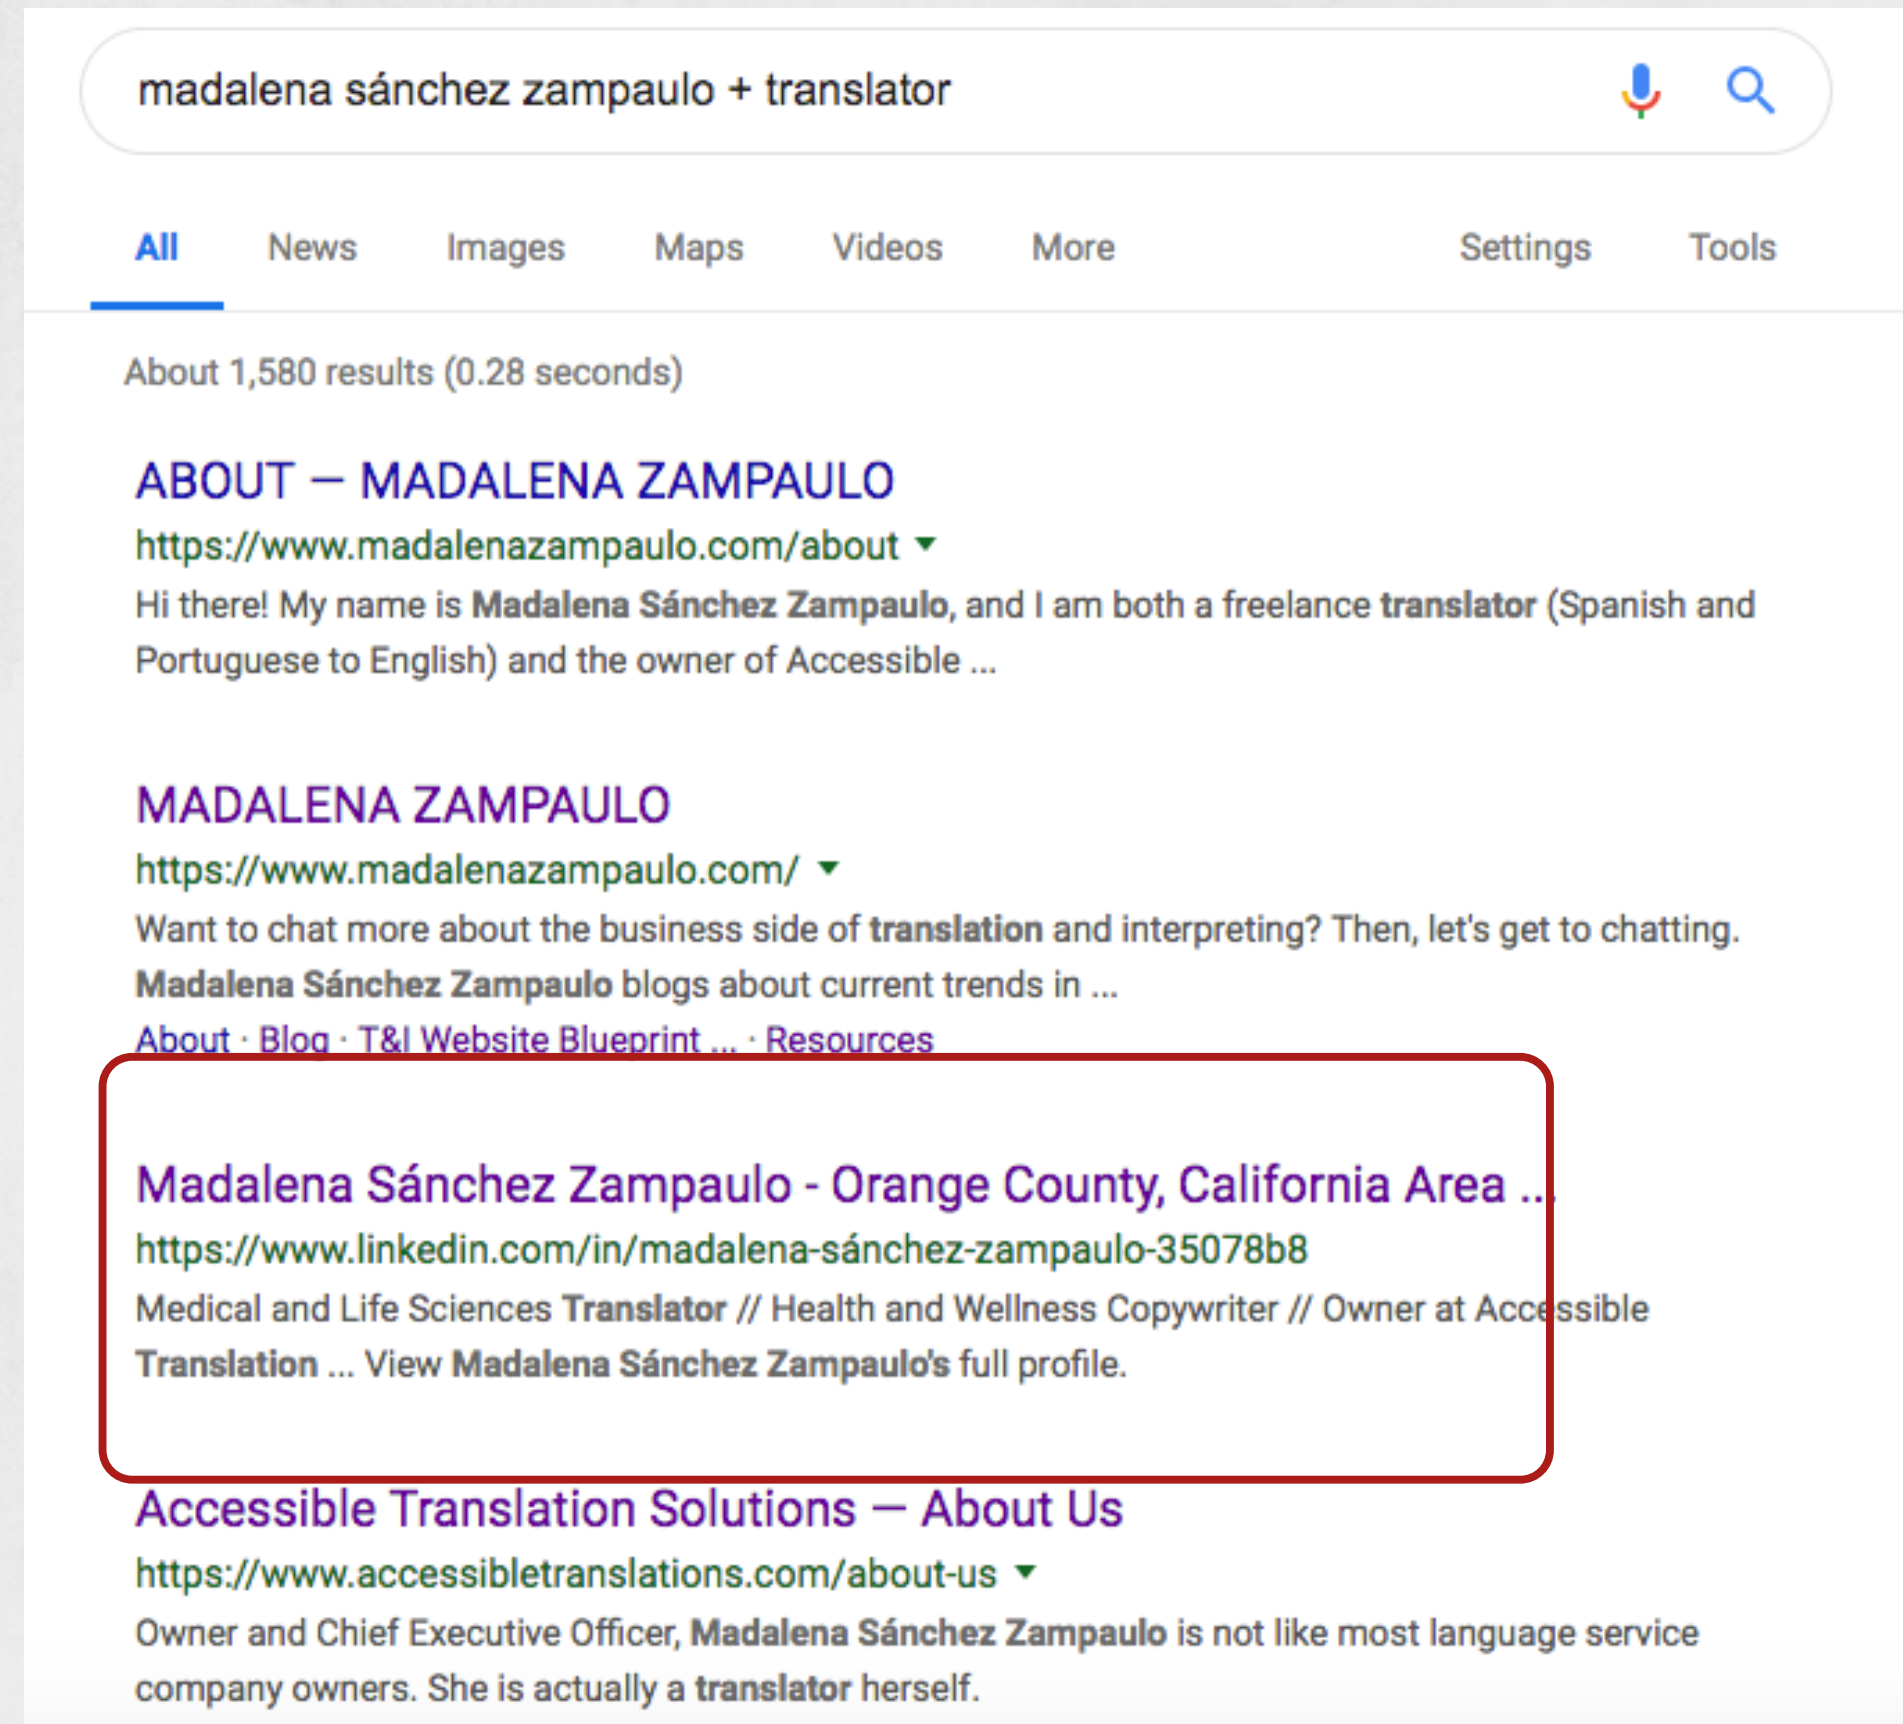 madalena sánchez zampaulo + translator
All News Images Maps Videos More Settings Tools
About 1,580 results (0.28 seconds)
ABOUT — MADALENA ZAMPAULO
https://www.madalenazampaulo.com/about
Hi there! My name is Madalena Sánchez Zampaulo, and I am both a freelance translator (Spanish and
Portuguese to English) and the owner of Accessible ...
MADALENA ZAMPAULO
https://www.madalenazampaulo.com/
Want to chat more about the business side of translation and interpreting? Then, let's get to chatting.
Madalena Sánchez Zampaulo blogs about current trends in ...
About · Blog · T&I Website Blueprint ... · Resources
Madalena Sánchez Zampaulo - Orange County, California Area ...
https://www.linkedin.com/in/madalena-sánchez-zampaulo-35078b8
Medical and Life Sciences Translator // Health and Wellness Copywriter // Owner at Accessible
Translation ... View Madalena Sánchez Zampaulo's full profile.
Accessible Translation Solutions — About Us
https://www.accessibletranslations.com/about-us
Owner and Chief Executive Officer, Madalena Sánchez Zampaulo is not like most language service
company owners. She is actually a translator herself.